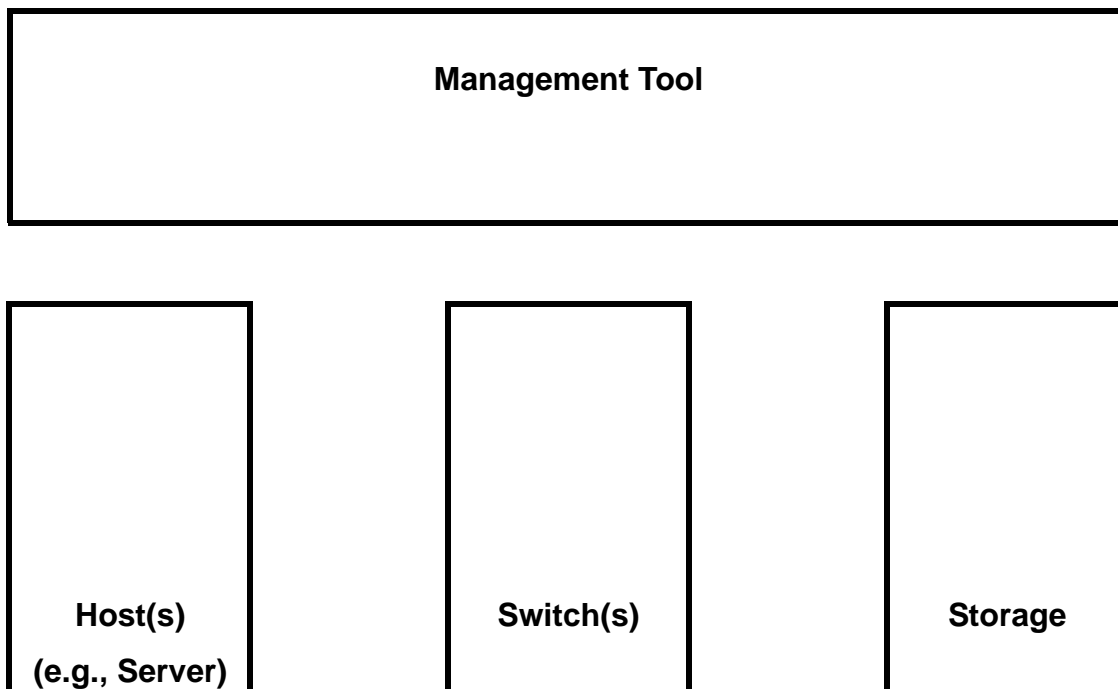 Management Tool
Host(s)
(e.g., Server)
Switch(s)
Storage